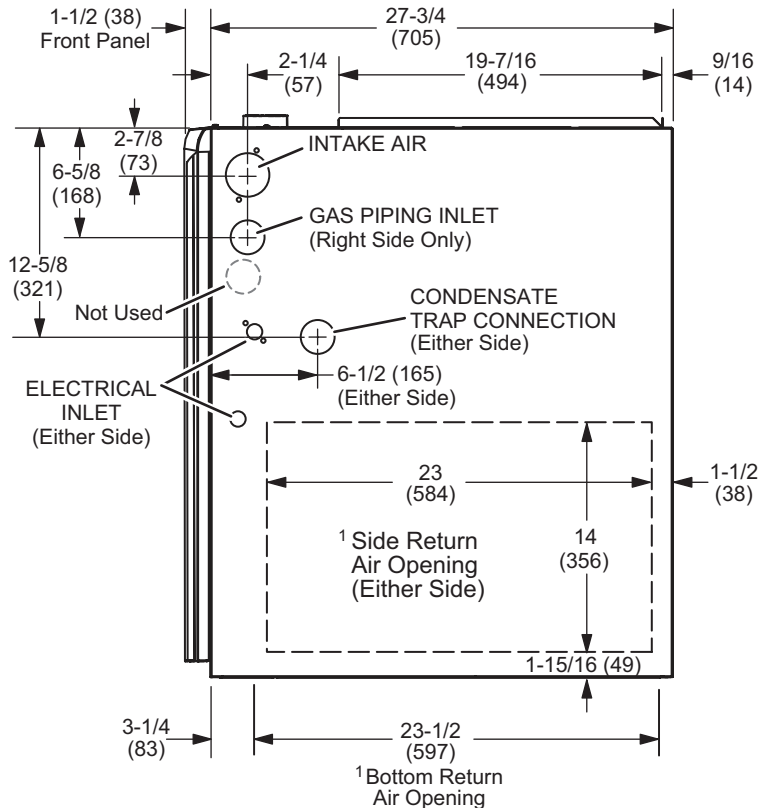 1-1/2 (38)
Front Panel
27-3/4
(705)
2-1/4
(57)
19-7/16
(494)
9/16
(14)
2-7/8
(73)
INTAKE AIR
6-5/8
(168)
GAS PIPING INLET
(Right Side Only)
12-5/8
(321)
Not Used
CONDENSATE
TRAP CONNECTION
(Either Side)
6-1/2 (165)
(Either Side)
ELECTRICAL
INLET
(Either Side)
23
(584)
1-1/2
(38)
14
(356)
1 Side Return
Air Opening
(Either Side)
1-15/16 (49)
3-1/4
(83)
23-1/2
(597)
1 Bottom Return
Air Opening